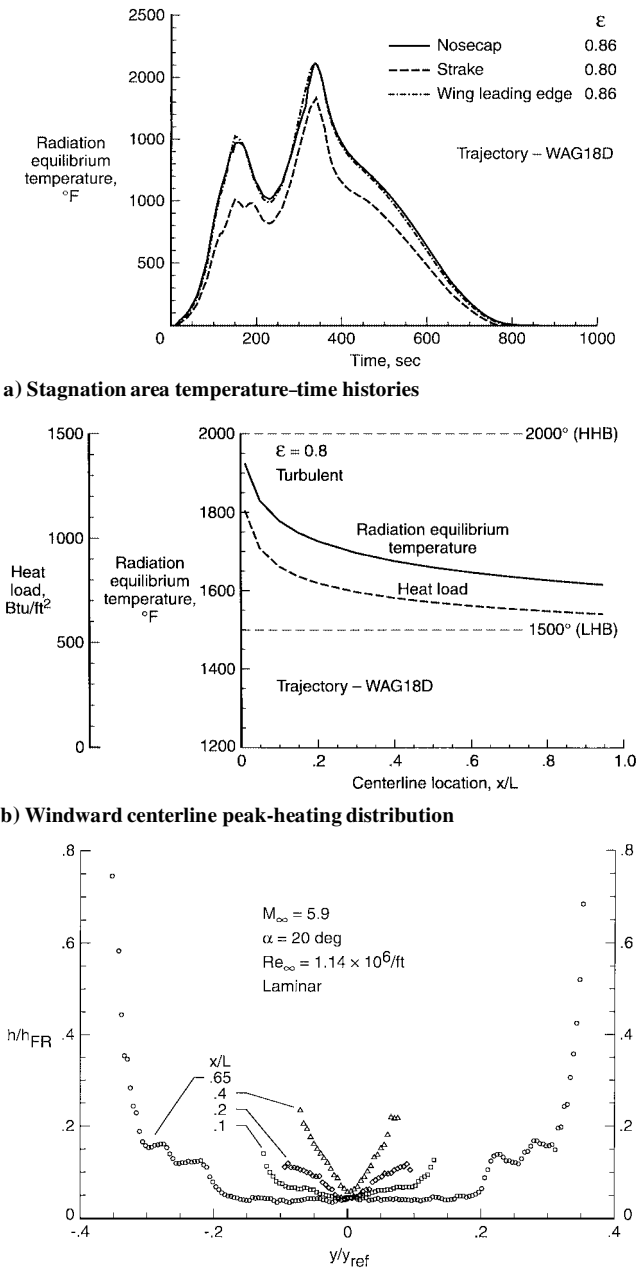 2500
2000
1000
1000
500
0
200
400
600
800
1000
Time, sec
Radiation
equilibrium
temperature,
°F
ε
Nosecap 0.86
Strake 0.80
Wing leading edge 0.86
Trajectory – WAG18D
a) Stagnation area temperature–time histories
1500
1000
500
0
Heat
load,
Btu/ft2
2000
1800
1600
1400
1200
Radiation
equilibrium
temperature,
°F
ε = 0.8
Turbulent
2000° (HHB)
Radiation equilibrium
temperature
Heat load
1500° (LHB)
Trajectory – WAG18D
0 .2 .4 .6 .8 1.0
Centerline location, x/L
b) Windward centerline peak-heating distribution
.8
.6
.4
.2
0
h/hFR
M∞ = 5.9
α = 20 deg
Re∞ = 1.14 × 10^6/ft
Laminar
x/L
.65
.4
.2
.1
.8
.6
.4
.2
0
-.4 -.2 0 .2 .4
y/yref